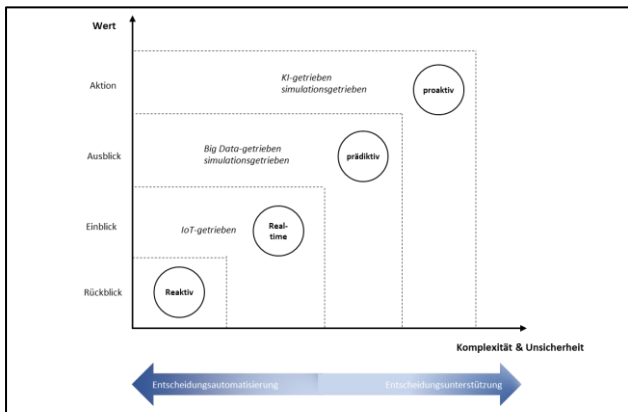 Wert
Aktion
KI-getrieben
simulationsgetrieben
proaktiv
Ausblick
Big Data-getrieben
simulationsgetrieben
prädiktiv
Einblick
IoT-getrieben
Real-
time
Rückblick
Reaktiv
Komplexität & Unsicherheit
Entscheidungsautomatisierung
Entscheidungsunterstützung